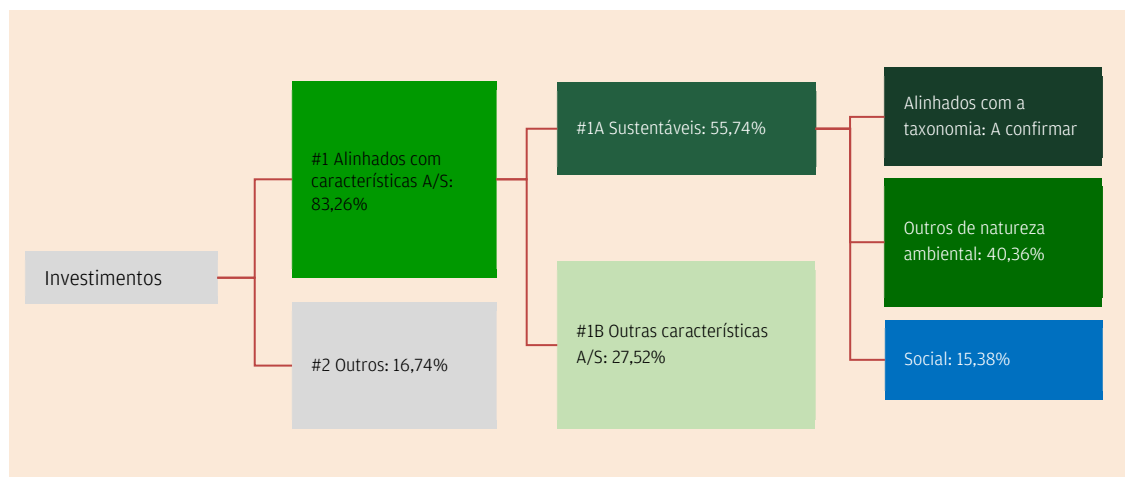 Investimentos
#1 Alinhados com
características A/S:
83,26%
#2 Outros: 16,74%
#1A Sustentáveis: 55,74%
#1B Outras características
A/S: 27,52%
Alinhados com a
taxonomia: A confirmar
Outros de natureza
ambiental: 40,36%
Social: 15,38%